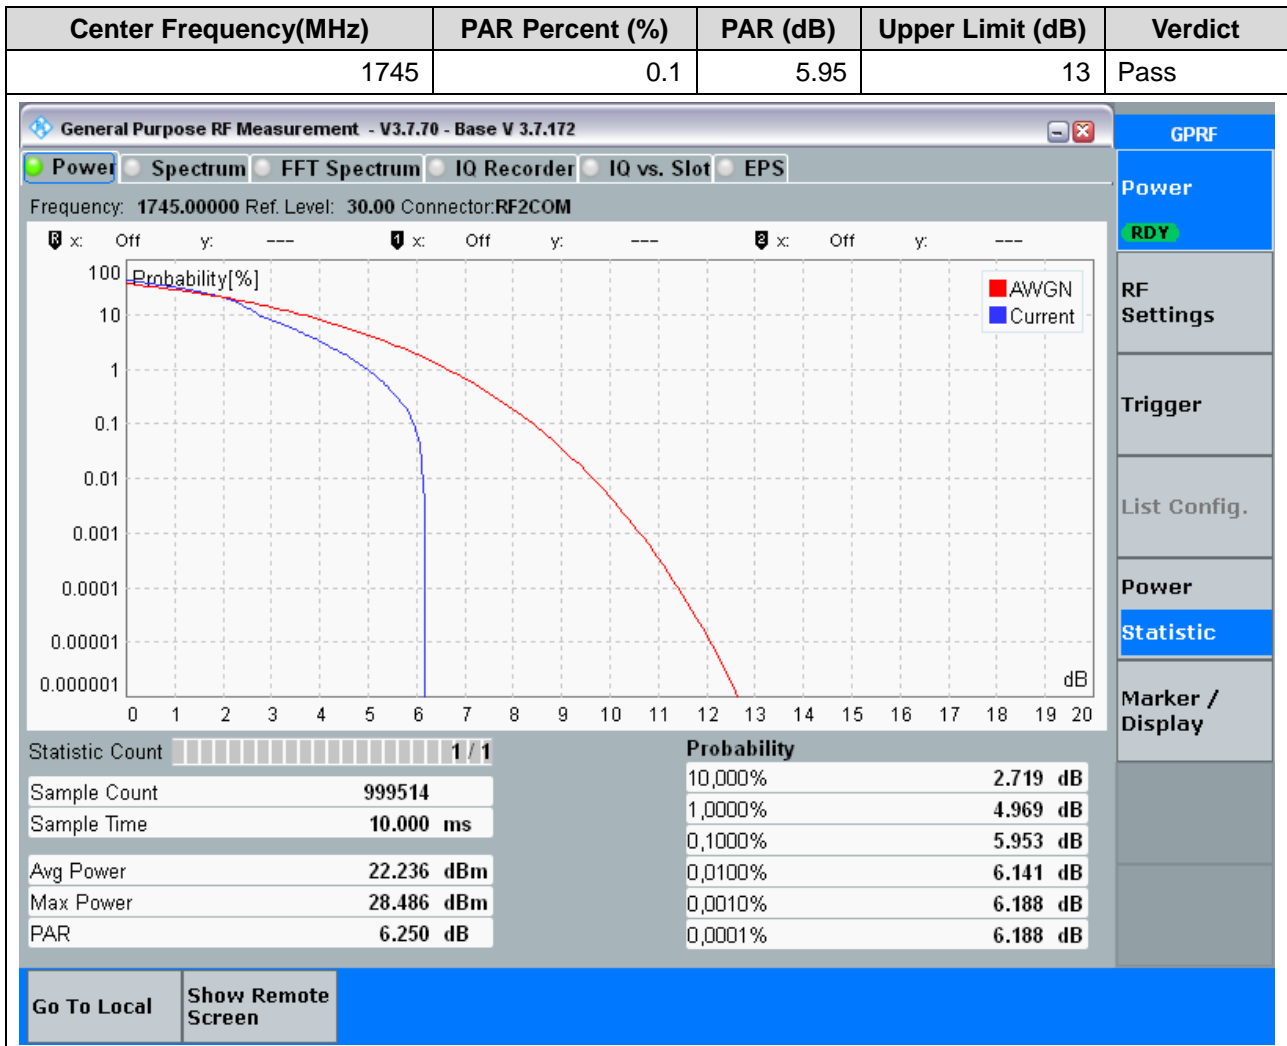 Center Frequency(MHz) PAR Percent (%) PAR (dB) Upper Limit (dB) Verdict
1745 0.1 5.95 13 Pass
General Purpose RF Measurement - V3.7.70 - Base V 3.7.172
GPRF
Power Spectrum FFT Spectrum IQ Recorder IQ vs. Slot EPS
Power
RDY
Frequency: 1745.00000 Ref. Level: 30.00 Connector:RF2COM
R x: Off y: --- 1 x: Off y: --- 2 x: Off y: ---
Probability[%]
AWGN
Current
100
10
1
0.1
0.01
0.001
0.0001
0.00001
0.000001
dB
0 1 2 3 4 5 6 7 8 9 10 11 12 13 14 15 16 17 18 19 20
RF
Settings
Trigger
List Config.
Power
Statistic
Marker /
Display
Statistic Count 1 / 1
Sample Count 999514
Sample Time 10.000 ms
Avg Power 22.236 dBm
Max Power 28.486 dBm
PAR 6.250 dB
Probability
10,000% 2.719 dB
1,0000% 4.969 dB
0,1000% 5.953 dB
0,0100% 6.141 dB
0,0010% 6.188 dB
0,0001% 6.188 dB
Go To Local
Show Remote
Screen